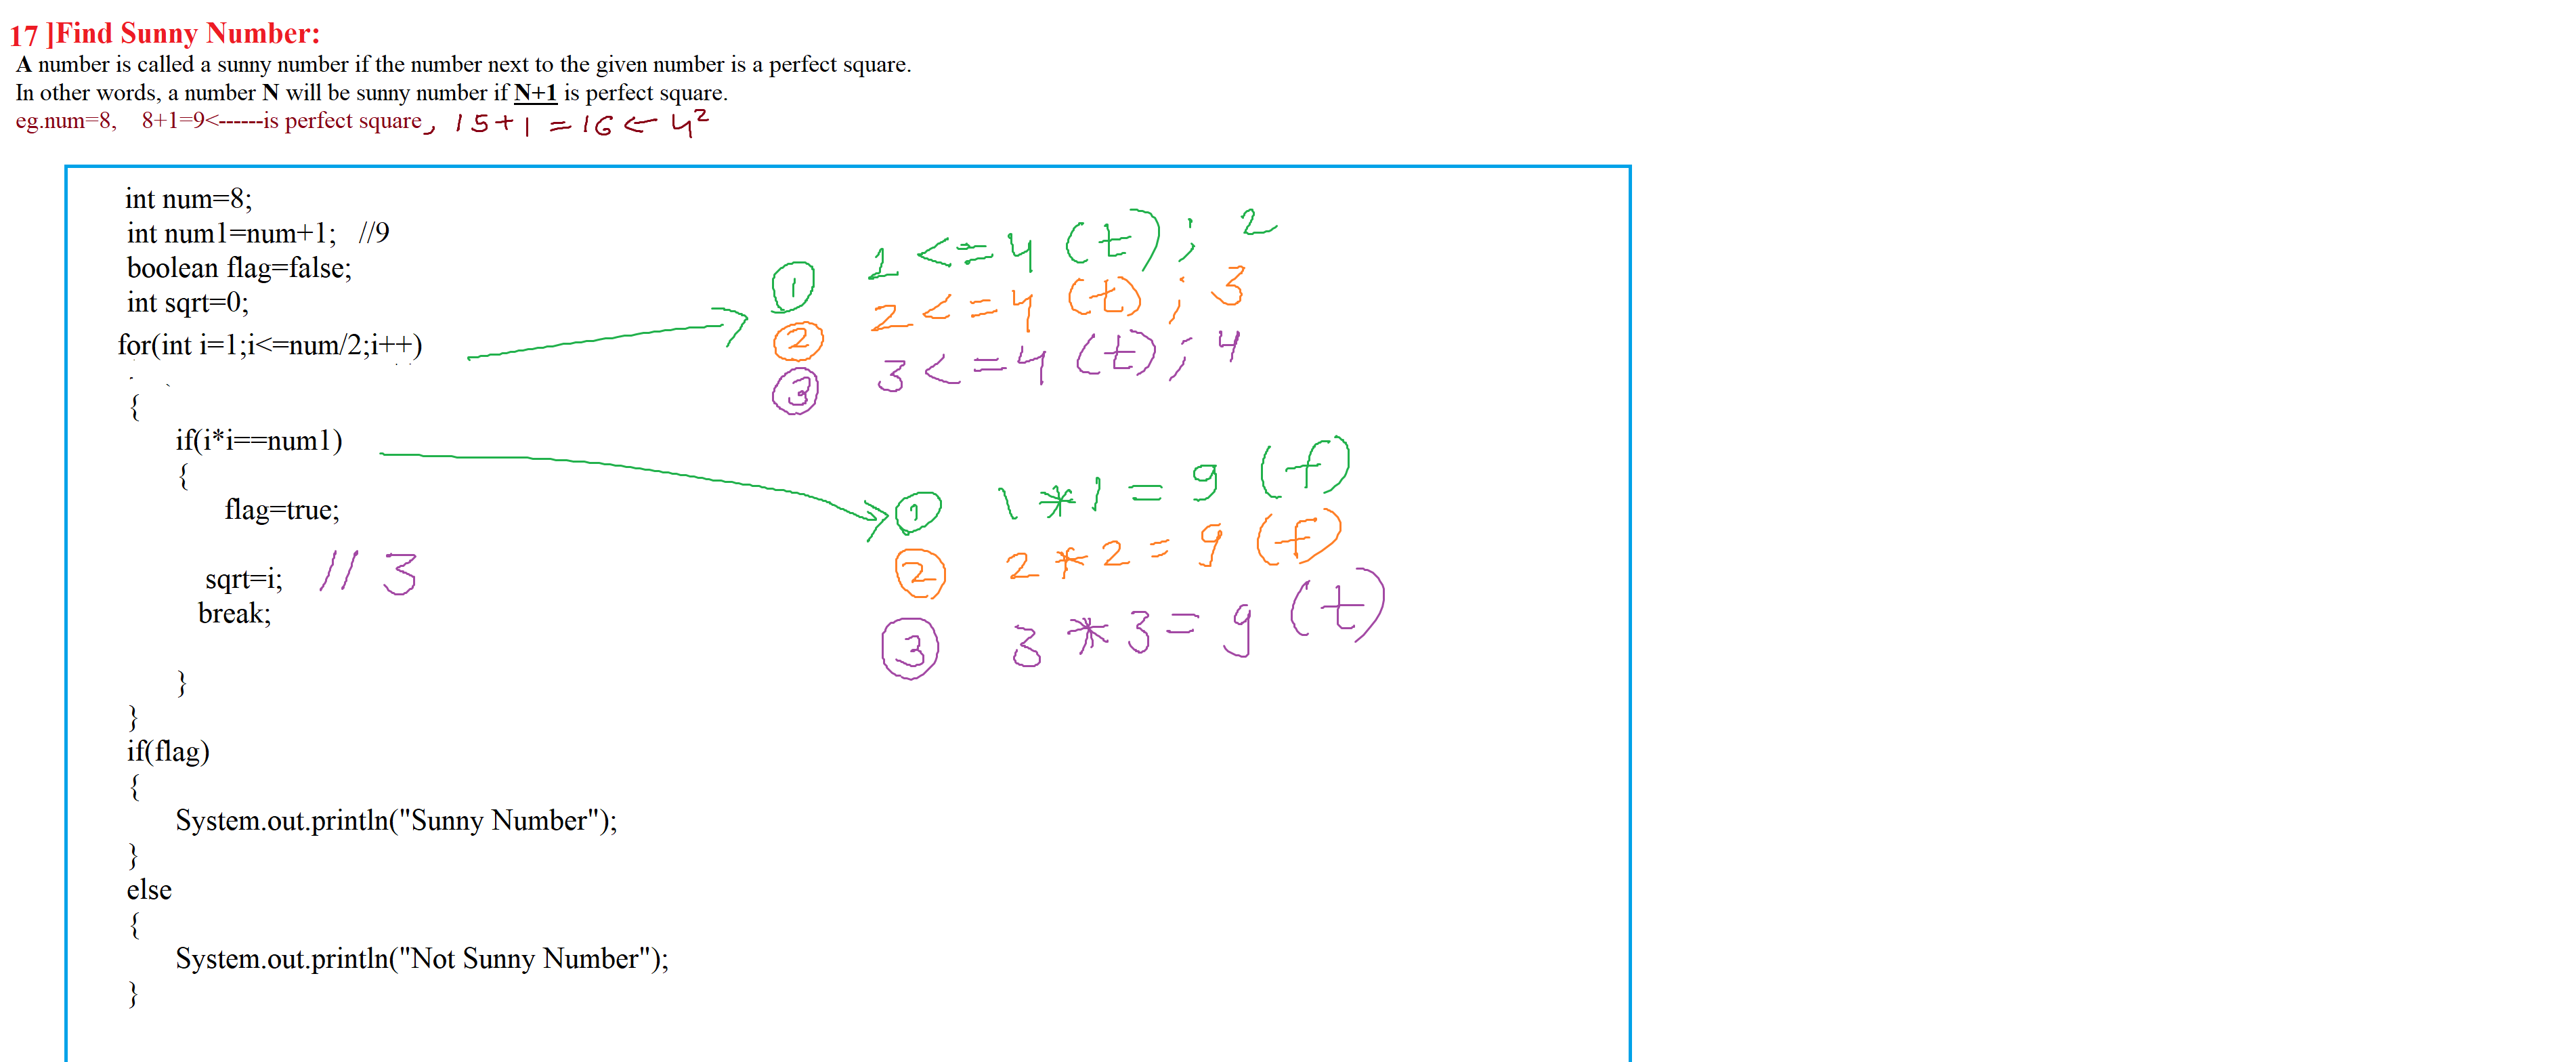 17 ]Find Sunny Number:
A number is called a sunny number if the number next to the given number is a perfect square.
In other words, a number N will be sunny number if N+1 is perfect square.
eg.num=8, 8+1=9<------is perfect square, 15+1=16 ← 4²
int num=8;
int num1=num+1; //9
boolean flag=false;
int sqrt=0;
for(int i=1;i<=num/2;i++)
① 1<=4 (t); 2
② 2<=4 (t); 3
③ 3<=4 (t); 4
{
if(i*i==num1)
{
flag=true;
① 1*1=9 (f)
② 2*2=9 (f)
③ 3*3=9 (t)
sqrt=i; //3
break;
}
}
if(flag)
{
System.out.println("Sunny Number");
}
else
{
System.out.println("Not Sunny Number");
}